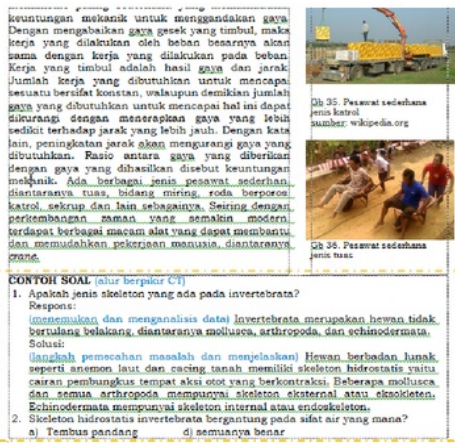 keuntungan mekanik untuk menggandakan gaya.
Dengan mengabaikan gaya gesek yang timbul, maka
kerja yang dilakukan oleh beban besarnya akan
sama dengan kerja yang dilakukan pada beban.
Kerja yang timbul adalah hasil gaya dan jarak.
Jumlah kerja yang dibutuhkan untuk mencapai
sesuatu bersifat konstan, walaupun demikian jumlah
gaya yang dibutuhkan untuk mencapai hal ini dapat
dikurangi dengan menerapkan gaya yang lebih
sedikit terhadap jarak yang lebih jauh. Dengan kata
lain, peningkatan jarak akan mengurangi gaya yang
dibutuhkan. Rasio antara gaya yang diberikan
dengan gaya yang dihasilkan disebut keuntungan
mekanik. Ada berbagai jenis pesawat sederhan
diantaranya tuas, bidang miring, roda berporos
katrol, sekrup dan lain sebagainya. Seiring dengan
perkembangan zaman yang semakin modern
terdapat berbagai macam alat yang dapat membantu
dan memudahkan pekerjaan manusia, diantaranya
crane.
Gb 35. Pesawat sederhana
jenis katrol
sumber: wikipedia.org
Gb 36. Pesawat sederhana
jenis tuas
CONTOH SOAL (alur berpikir CT)
1. Apakah jenis skeleton yang ada pada invertebrata?
Respons:
(menemukan dan menganalisis data) Invertebrata merupakan hewan tidak
bertulang belakang, diantaranya mollusca, arthropoda, dan echinodermata.
Solusi:
(langkah pemecahan masalah dan menjelaskan) Hewan berbadan lunak
seperti anemon laut dan cacing tanah memiliki skeleton hidrostatis yaitu
cairan pembungkus tempat aksi otot yang berkontraksi. Beberapa mollusca
dan semua arthropoda mempunyai skeleton eksternal atau eksokleten.
Echinodermata mempunyai skeleton internal atau endoskeleton.
2. Skeleton hidrostatis invertebrata bergantung pada sifat air yang mana?
a) Tembus pandang d) semuanya benar